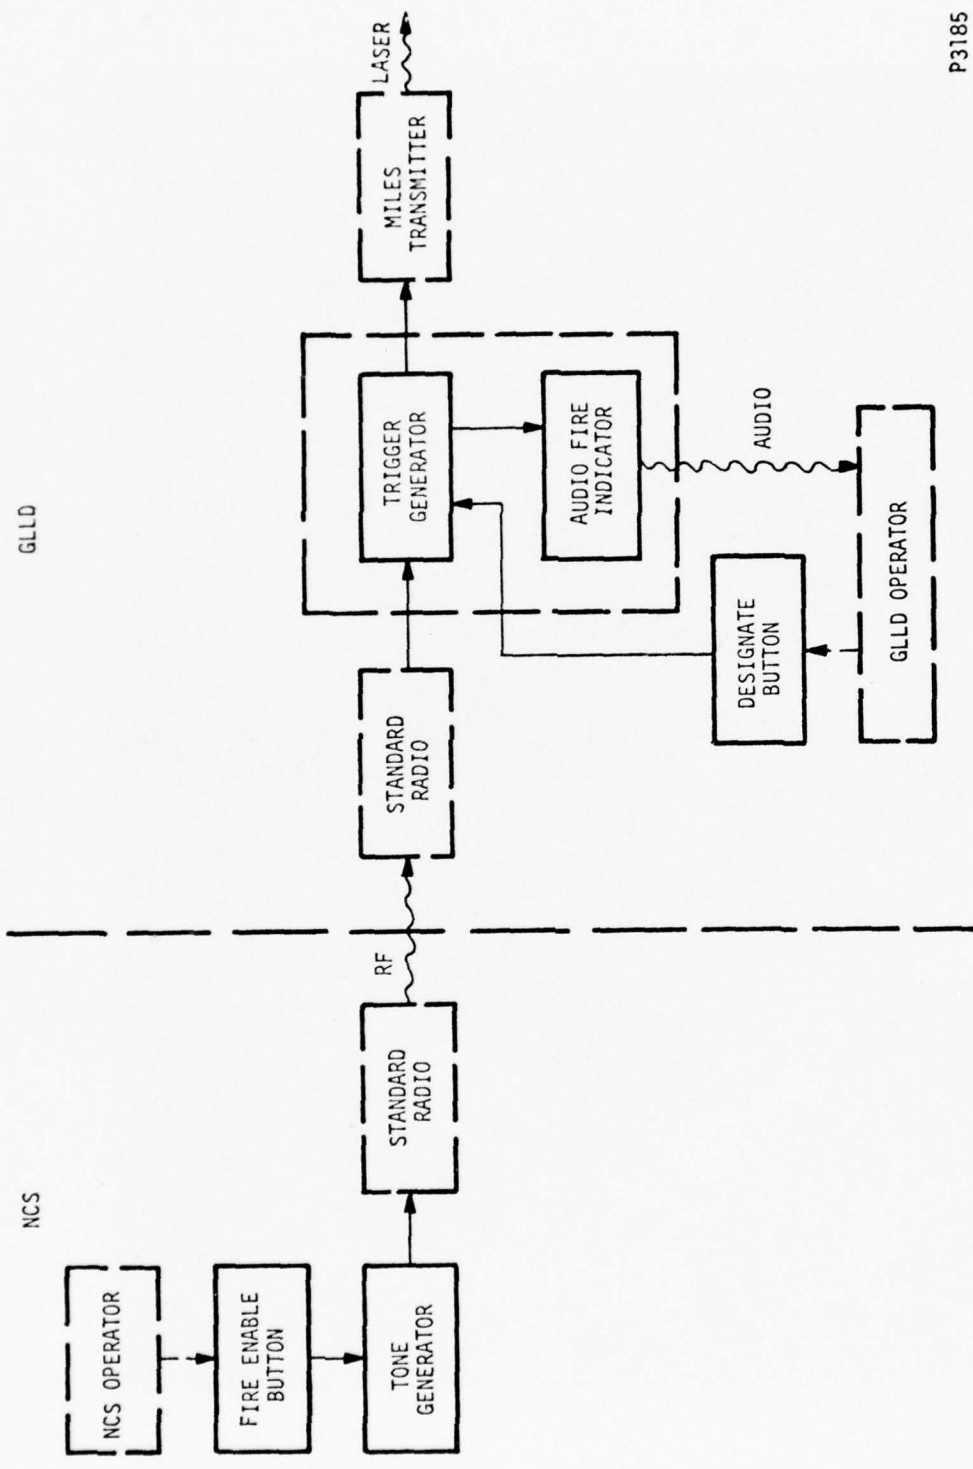 NCS
GLLD
NCS OPERATOR
FIRE ENABLE
BUTTON
TONE
GENERATOR
STANDARD
RADIO
RF
STANDARD
RADIO
TRIGGER
GENERATOR
AUDIO FIRE
INDICATOR
MILES
TRANSMITTER
LASER
DESIGNATE
BUTTON
AUDIO
GLLD OPERATOR
P3185